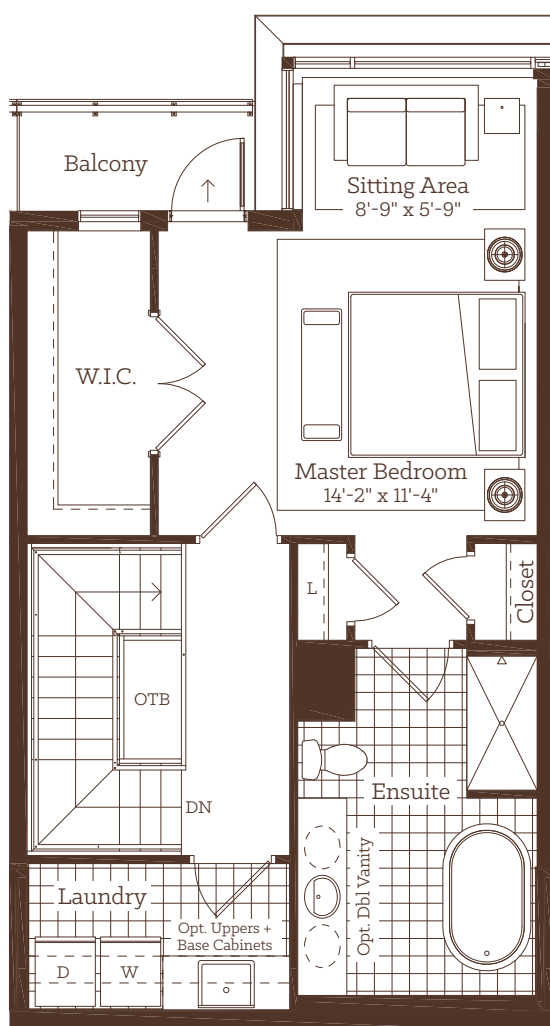 Balcony
Sitting Area
8'-9" x 5'-9"
W.I.C.
Master Bedroom
14'-2" x 11'-4"
L
Closet
OTB
DN
Ensuite
Opt. Dbl Vanity
Laundry
Opt. Uppers +
Base Cabinets
D
W